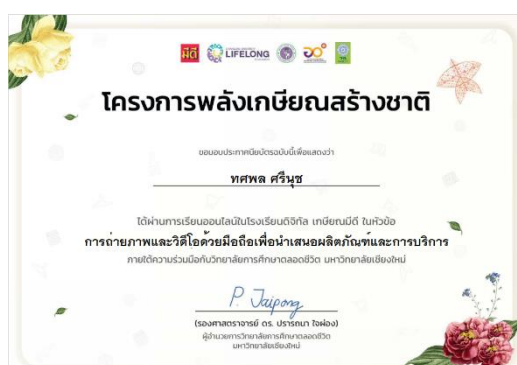 มีดี LIFELONG
โครงการพลังเกษียณสร้างชาติ
ขอมอบประกาศนียบัตรฉบับนี้เพื่อแสดงว่า
ทศพล ศรีนุช
ได้ผ่านการเรียนออนไลน์ในโรงเรียนดิจิทัล เกษียณมีดี ในหัวข้อ
การถ่ายภาพและวิดีโอด้วยมือถือเพื่อนำเสนอผลิตภัณฑ์และการบริการ
ภายใต้ความร่วมมือกับวิทยาลัยการศึกษาตลอดชีวิต มหาวิทยาลัยเชียงใหม่
P. Jaipong
(รองศาสตราจารย์ ดร. ปรารถนา ใจผ่อง)
ผู้อำนวยการวิทยาลัยการศึกษาตลอดชีวิต
มหาวิทยาลัยเชียงใหม่